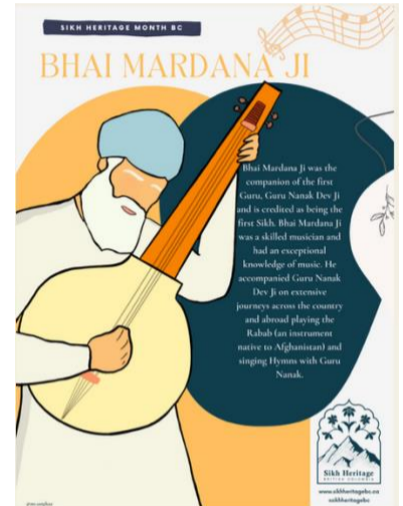 SIKH HERITAGE MONTH BC
BHAI MARDANA JI
Bhai Mardana Ji was the
companion of the first
Guru, Guru Nanak Dev Ji
and is credited as being the
first Sikh. Bhai Mardana Ji
was a skilled musician and
had an exceptional
knowledge of music. He
accompanied Guru Nanak
Dev Ji on extensive
journeys across the country
and abroad playing the
Rabab (an instrument
native to Afghanistan) and
singing Hymns with Guru
Nanak.
Sikh Heritage
BRITISH COLUMBIA
www.sikhheritagebc.ca